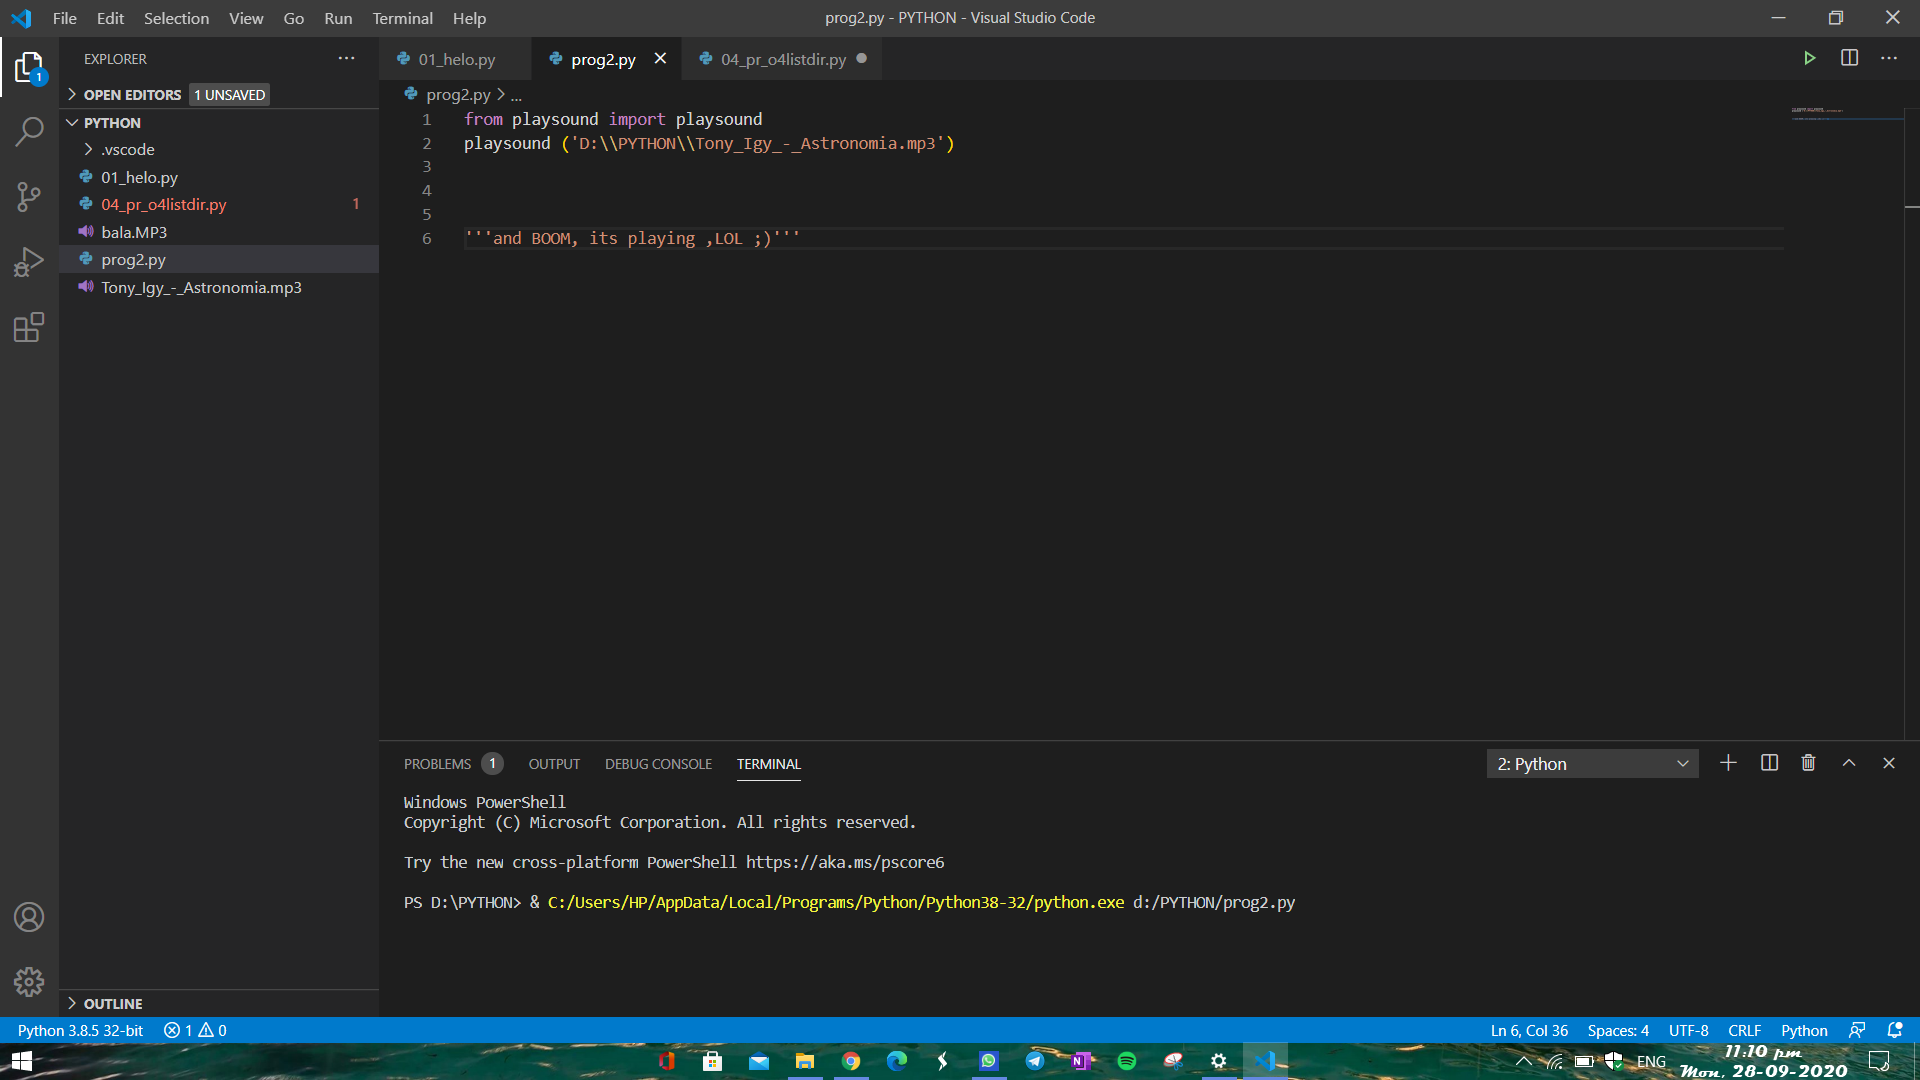 File Edit Selection View Go Run Terminal Help
prog2.py - PYTHON - Visual Studio Code
EXPLORER
OPEN EDITORS 1 UNSAVED
PYTHON
.vscode
01_helo.py
04_pr_o4listdir.py 1
bala.MP3
prog2.py
Tony_Igy_-_Astronomia.mp3
OUTLINE
1
01_helo.py prog2.py 04_pr_o4listdir.py
prog2.py > ...
1 from playsound import playsound
2 playsound ('D:\\PYTHON\\Tony_Igy_-_Astronomia.mp3')
3
4
5
6 '''and BOOM, its playing ,LOL ;)'''
PROBLEMS 1 OUTPUT DEBUG CONSOLE TERMINAL
2: Python
Windows PowerShell
Copyright (C) Microsoft Corporation. All rights reserved.
Try the new cross-platform PowerShell https://aka.ms/pscore6
PS D:\PYTHON> & C:/Users/HP/AppData/Local/Programs/Python/Python38-32/python.exe d:/PYTHON/prog2.py
Python 3.8.5 32-bit 1 0
Ln 6, Col 36 Spaces: 4 UTF-8 CRLF Python
ENG
11:10 pm
Mon, 28-09-2020